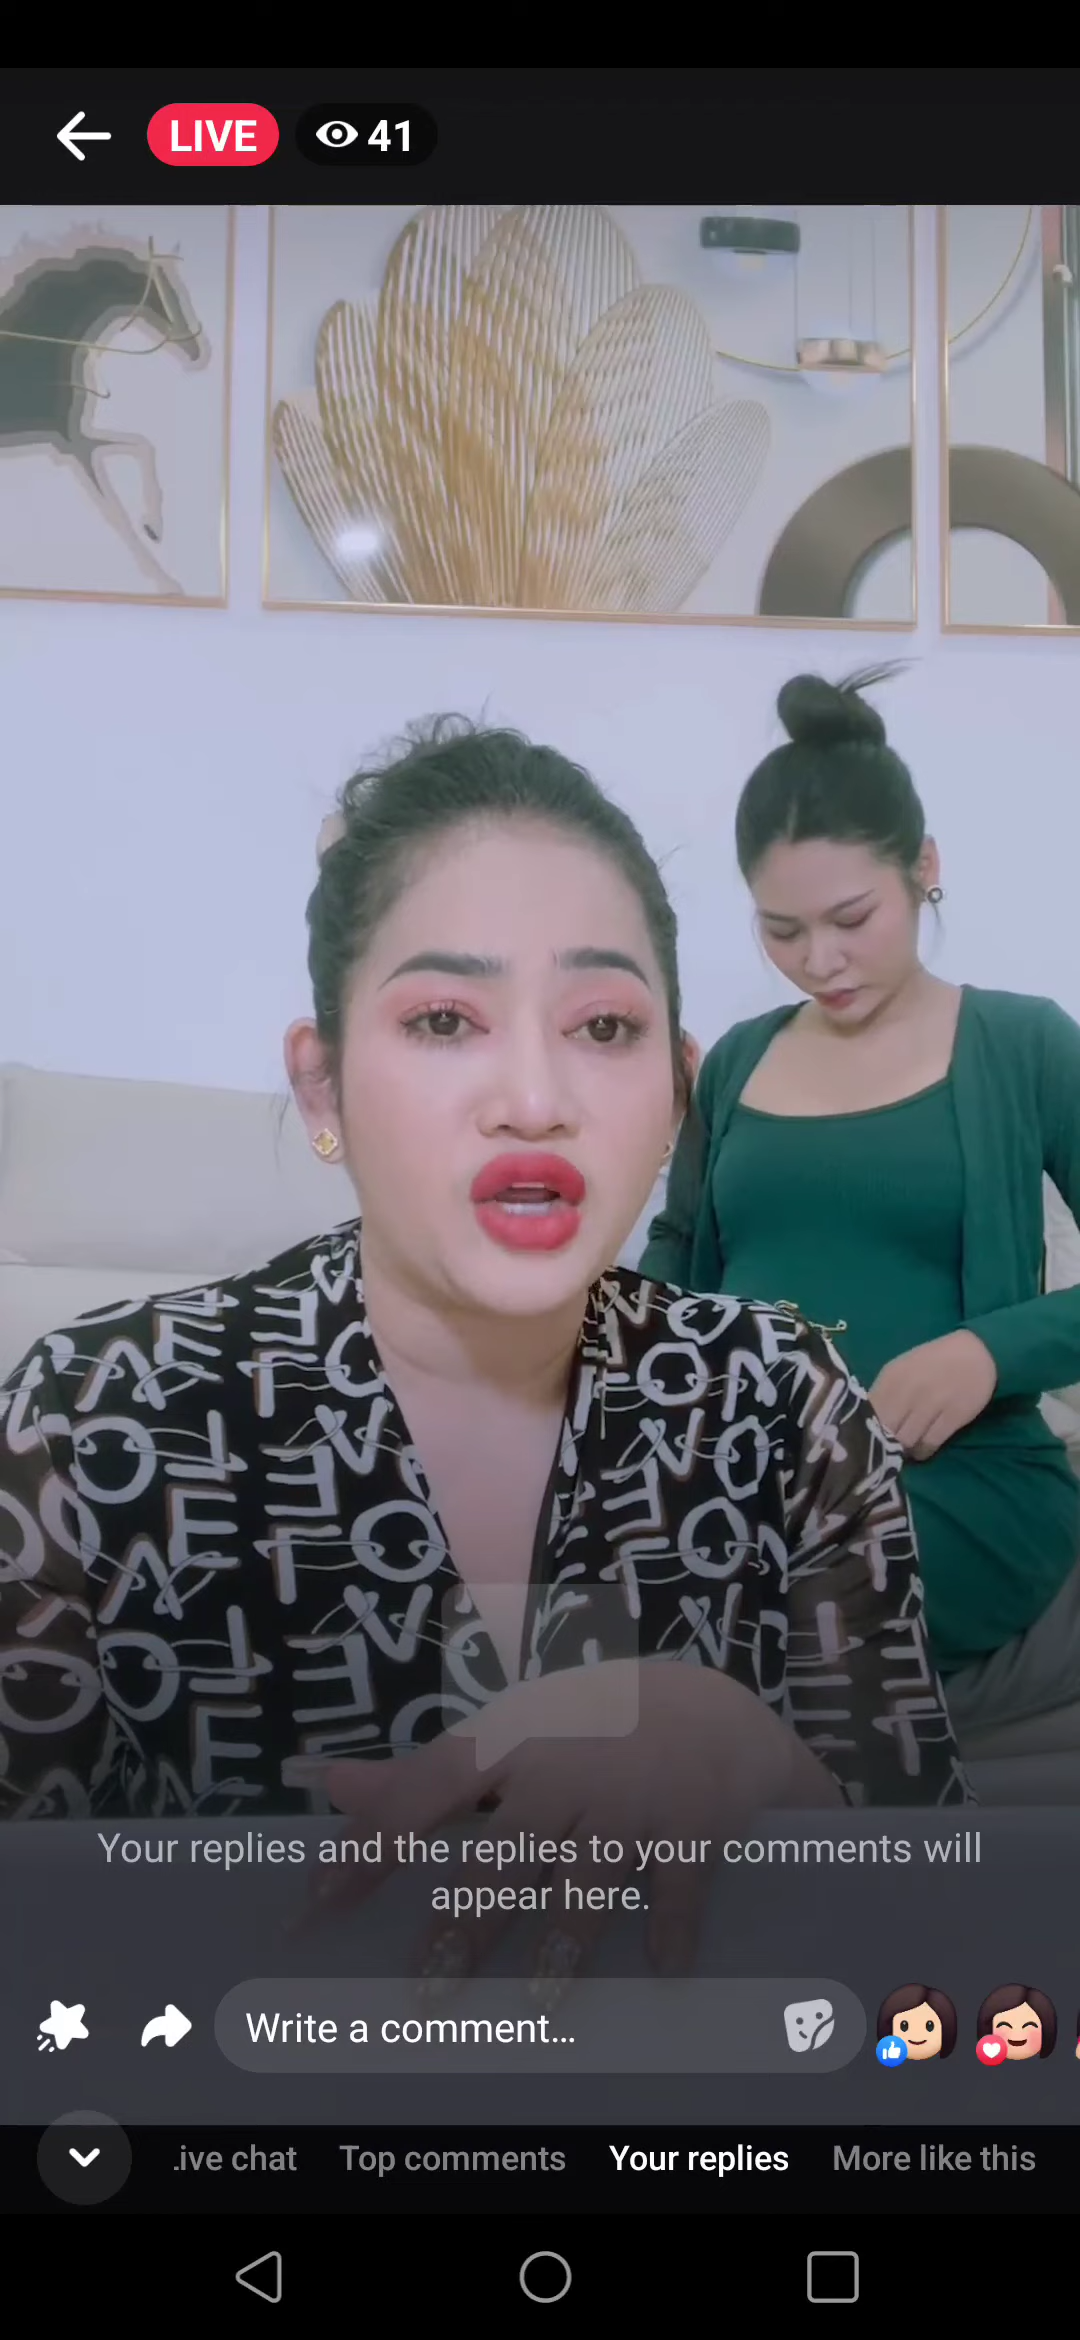 LIVE 41
Your replies and the replies to your comments will
appear here.
Write a comment...
.ive chat Top comments Your replies More like this